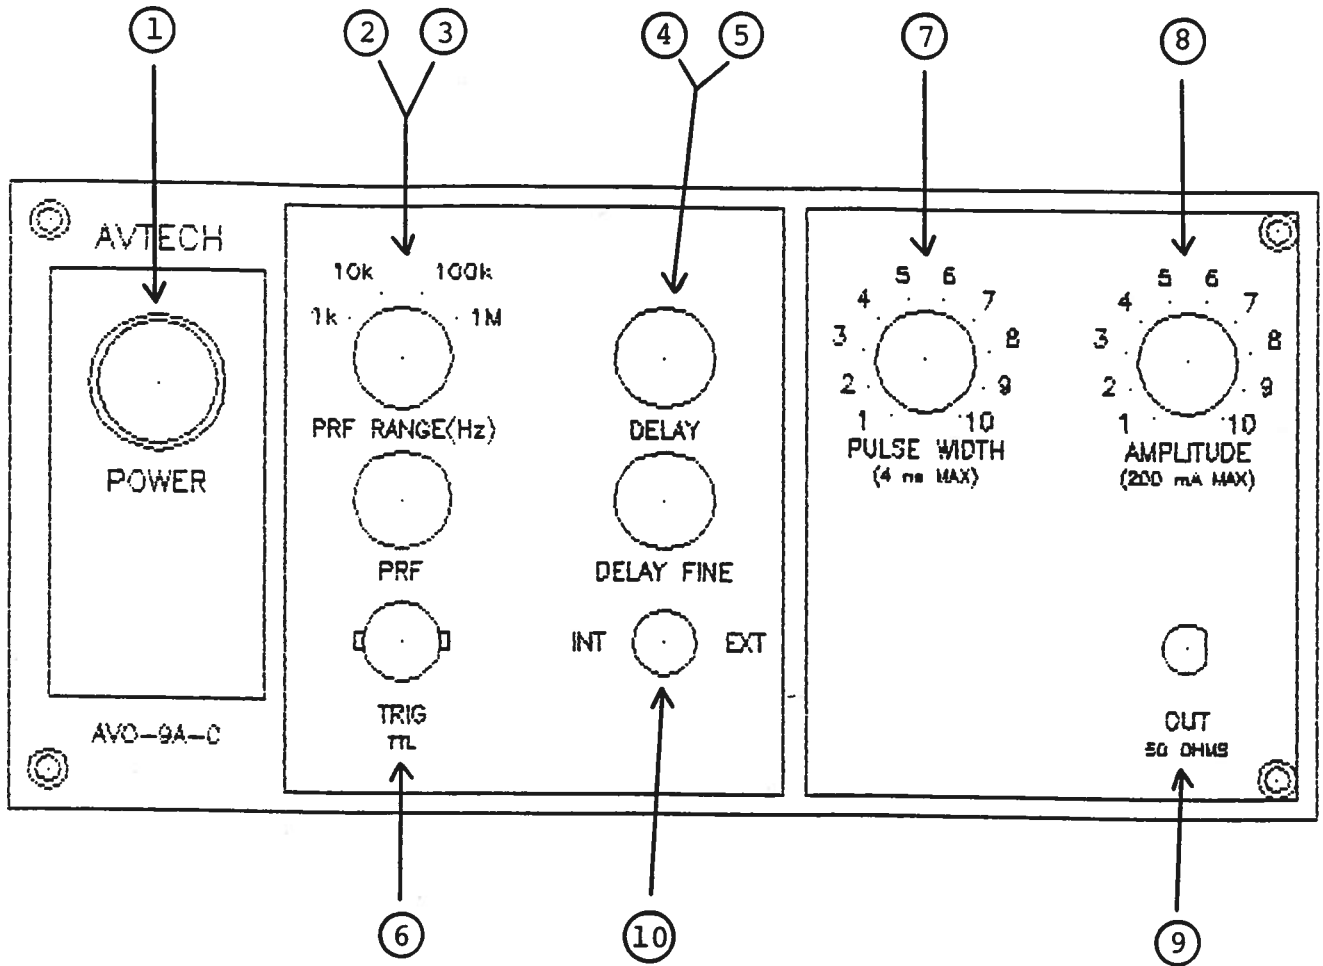 1
2 3
4 5
7
8
AVTECH
POWER
AVO-9A-C
1k 10k 100k 1M
PRF RANGE(Hz)
PRF
TRIG
TTL
DELAY
DELAY FINE
INT EXT
1 2 3 4 5 6 7 8 9 10
PULSE WIDTH
(4 ns MAX)
1 2 3 4 5 6 7 8 9 10
AMPLITUDE
(200 mA MAX)
OUT
50 OHMS
6
10
9